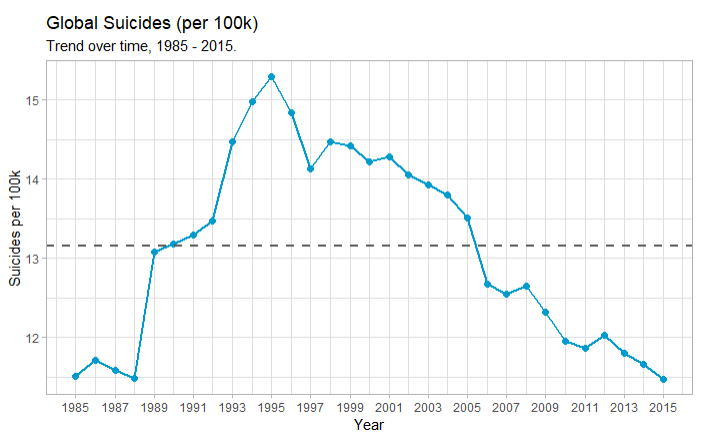 Global Suicides (per 100k)
Trend over time, 1985 - 2015.
Suicides per 100k
15
14
13
12
1985 1987 1989 1991 1993 1995 1997 1999 2001 2003 2005 2007 2009 2011 2013 2015
Year